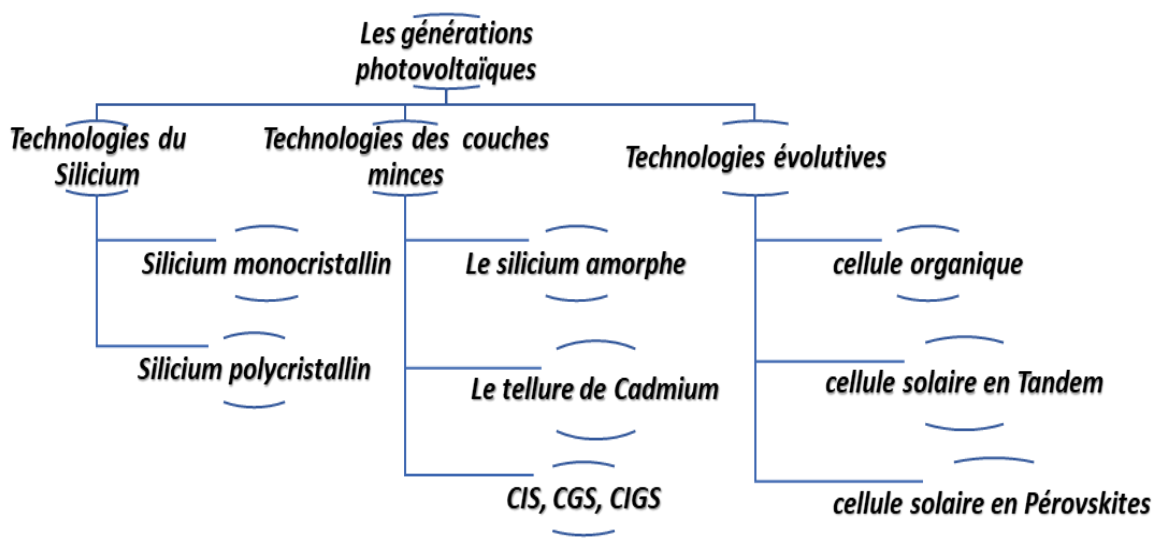 Les générations
photovoltaïques
Technologies du
Silicium
Silicium monocristallin
Silicium polycristallin
Technologies des couches
minces
Le silicium amorphe
Le tellure de Cadmium
CIS, CGS, CIGS
Technologies évolutives
cellule organique
cellule solaire en Tandem
cellule solaire en Pérovskites